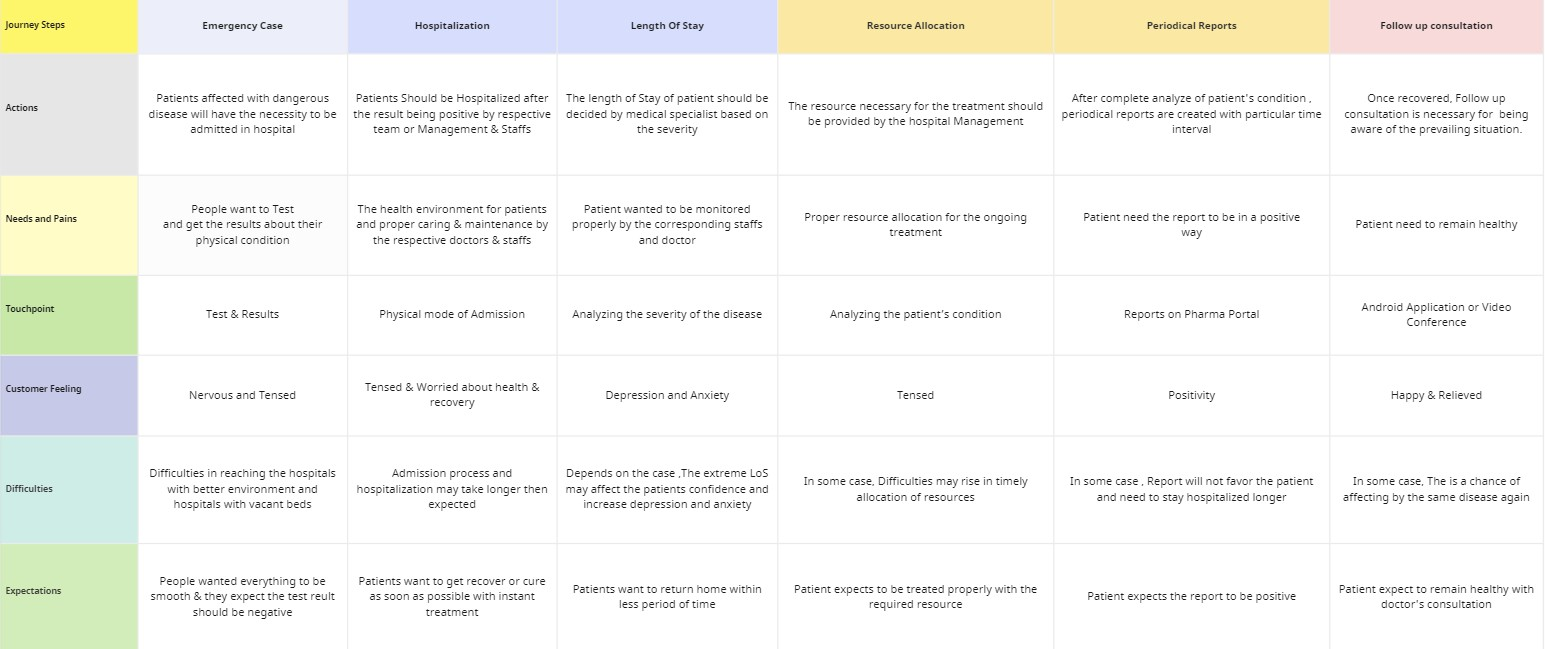 Journey Steps
Emergency Case
Hospitalization
Length Of Stay
Resource Allocation
Periodical Reports
Follow up consultation
Actions
Patients affected with dangerous
disease will have the necessity to be
admitted in hospital
Patients Should be Hospitalized after
the result being positive by respective
team or Management & Staffs
The length of Stay of patient should be
decided by medical specialist based on
the severity
The resource necessary for the treatment should
be provided by the hospital Management
After complete analyze of patient's condition ,
periodical reports are created with particular time
interval
Once recovered, Follow up
consultation is necessary for  being
aware of the prevailing situation.
Needs and Pains
People want to Test
and get the results about their
physical condition
The health environment for patients
and proper caring & maintenance by
the respective doctors & staffs
Patient wanted to be monitored
properly by the corresponding staffs
and doctor
Proper resource allocation for the ongoing
treatment
Patient need the report to be in a positive
way
Patient need to remain healthy
Touchpoint
Test & Results
Physical mode of Admission
Analyzing the severity of the disease
Analyzing the patient's condition
Reports on Pharma Portal
Android Application or Video
Conference
Customer Feeling
Nervous and Tensed
Tensed & Worried about health &
recovery
Depression and Anxiety
Tensed
Positivity
Happy & Relieved
Difficulties
Difficulties in reaching the hospitals
with better environment and
hospitals with vacant beds
Admission process and
hospitalization may take longer then
expected
Depends on the case ,The extreme LoS
may affect the patients confidence and
increase depression and anxiety
In some case, Difficulties may rise in timely
allocation of resources
In some case , Report will not favor the patient
and need to stay hospitalized longer
In some case, The is a chance of
affecting by the same disease again
Expectations
People wanted everything to be
smooth & they expect the test reult
should be negative
Patients want to get recover or cure
as soon as possible with instant
treatment
Patients want to return home within
less period of time
Patient expects to be treated properly with the
required resource
Patient expects the report to be positive
Patient expect to remain healthy with
doctor's consultation